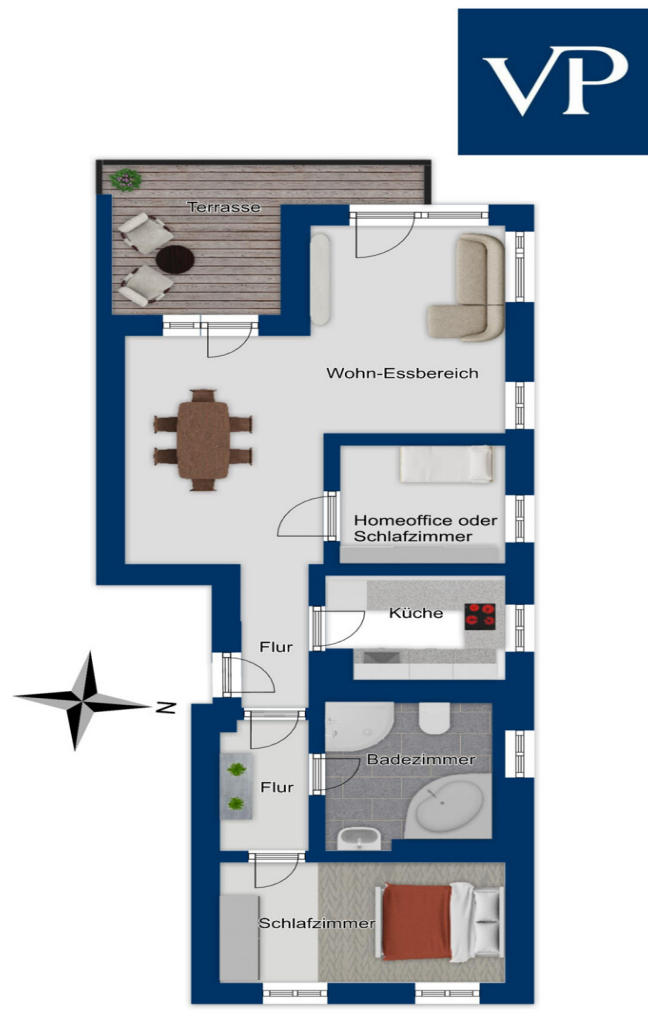 VP
Terrasse
Wohn-Essbereich
Homeoffice oder
Schlafzimmer
Küche
Flur
N
Badezimmer
Flur
Schlafzimmer